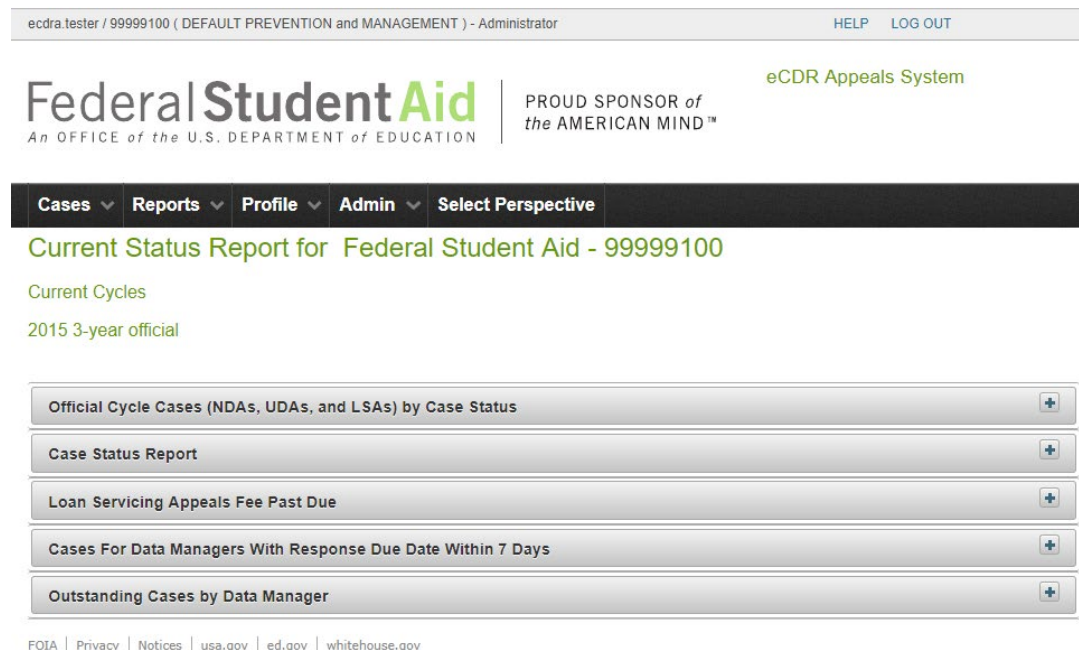 ecdra.tester / 99999100 ( DEFAULT PREVENTION and MANAGEMENT ) - Administrator HELP LOG OUT
eCDR Appeals System
Federal Student Aid PROUD SPONSOR of
An OFFICE of the U.S. DEPARTMENT of EDUCATION the AMERICAN MIND™
Cases Reports Profile Admin Select Perspective
Current Status Report for Federal Student Aid - 99999100
Current Cycles
2015 3-year official
Official Cycle Cases (NDAs, UDAs, and LSAs) by Case Status
Case Status Report
Loan Servicing Appeals Fee Past Due
Cases For Data Managers With Response Due Date Within 7 Days
Outstanding Cases by Data Manager
FOIA | Privacy | Notices | usa.gov | ed.gov | whitehouse.gov